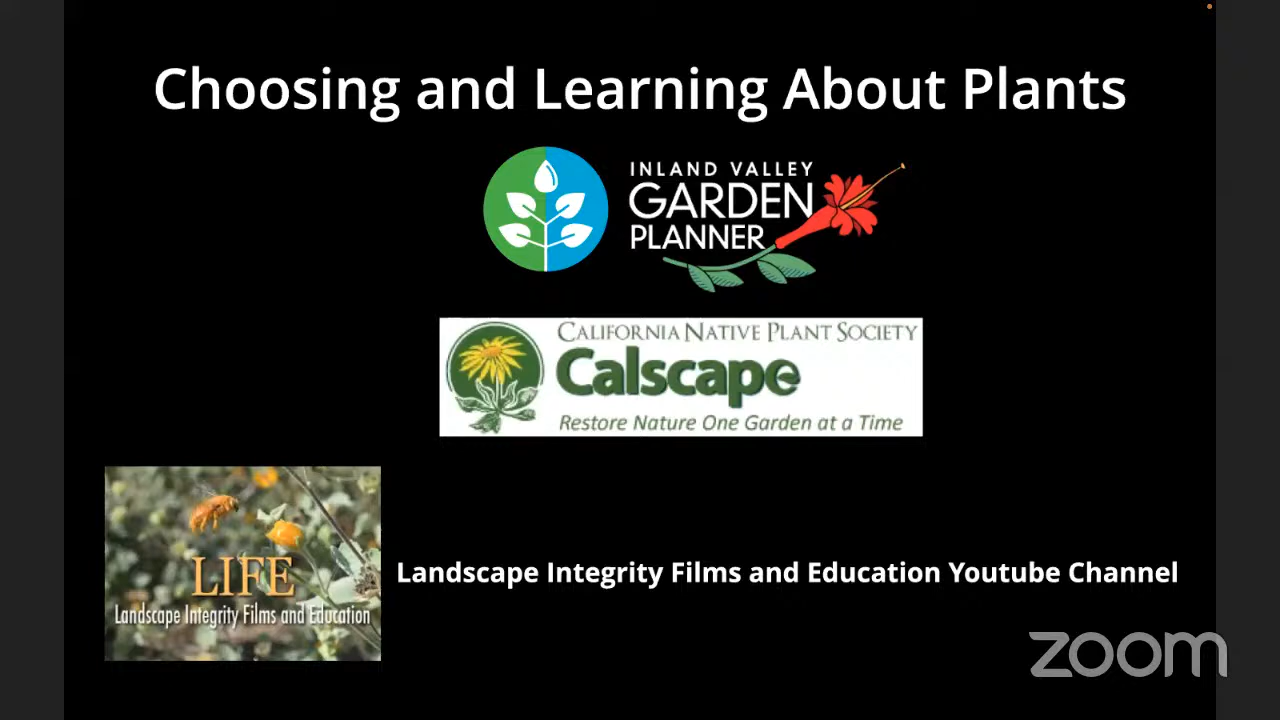 Choosing and Learning About Plants
INLAND VALLEY
GARDEN
PLANNER
CALIFORNIA NATIVE PLANT SOCIETY
Calscape
Restore Nature One Garden at a Time
LIFE
Landscape Integrity Films and Education
Landscape Integrity Films and Education Youtube Channel
zoom